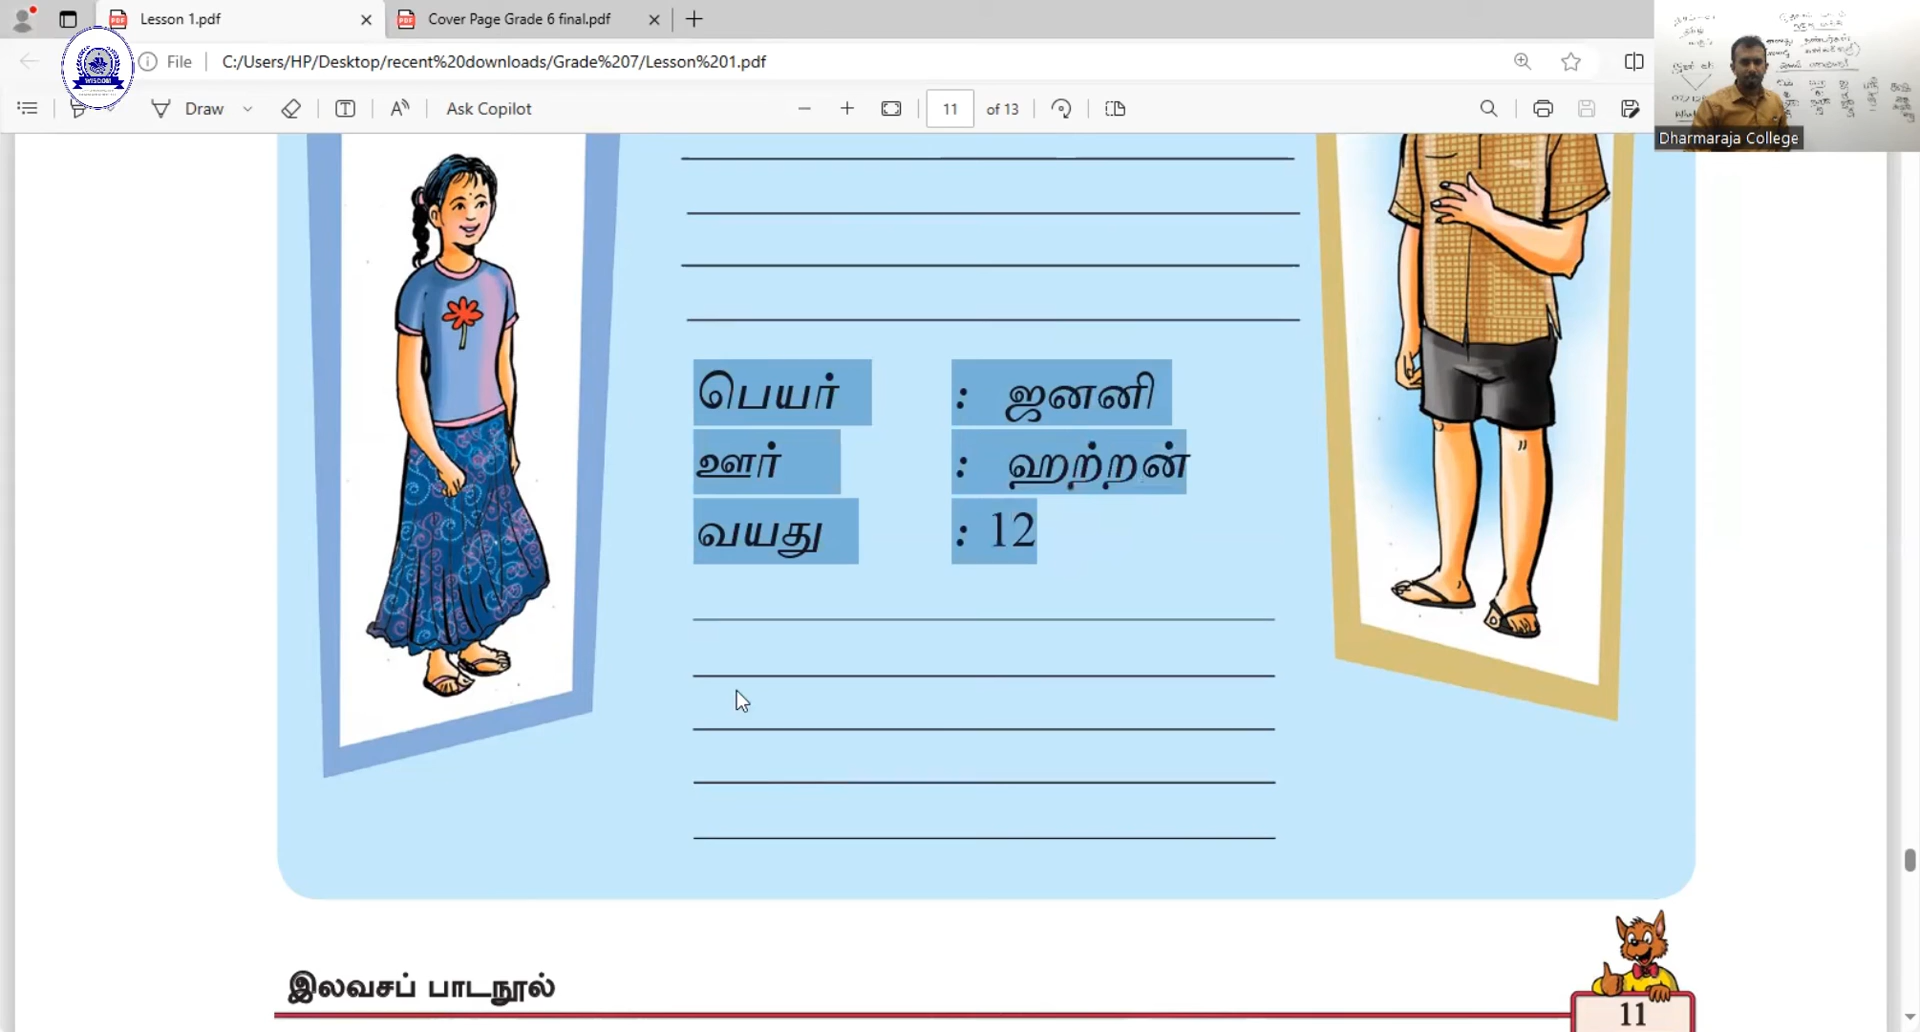 Lesson 1.pdf
Cover Page Grade 6 final.pdf
File
C:/Users/HP/Desktop/recent%20downloads/Grade%207/Lesson%201.pdf
Draw
Ask Copilot
11 of 13
WISDOM
Dharmaraja College
பெயர் : ஜனனி
ஊர் : ஹற்றன்
வயது : 12
இலவசப் பாடநூல்
11